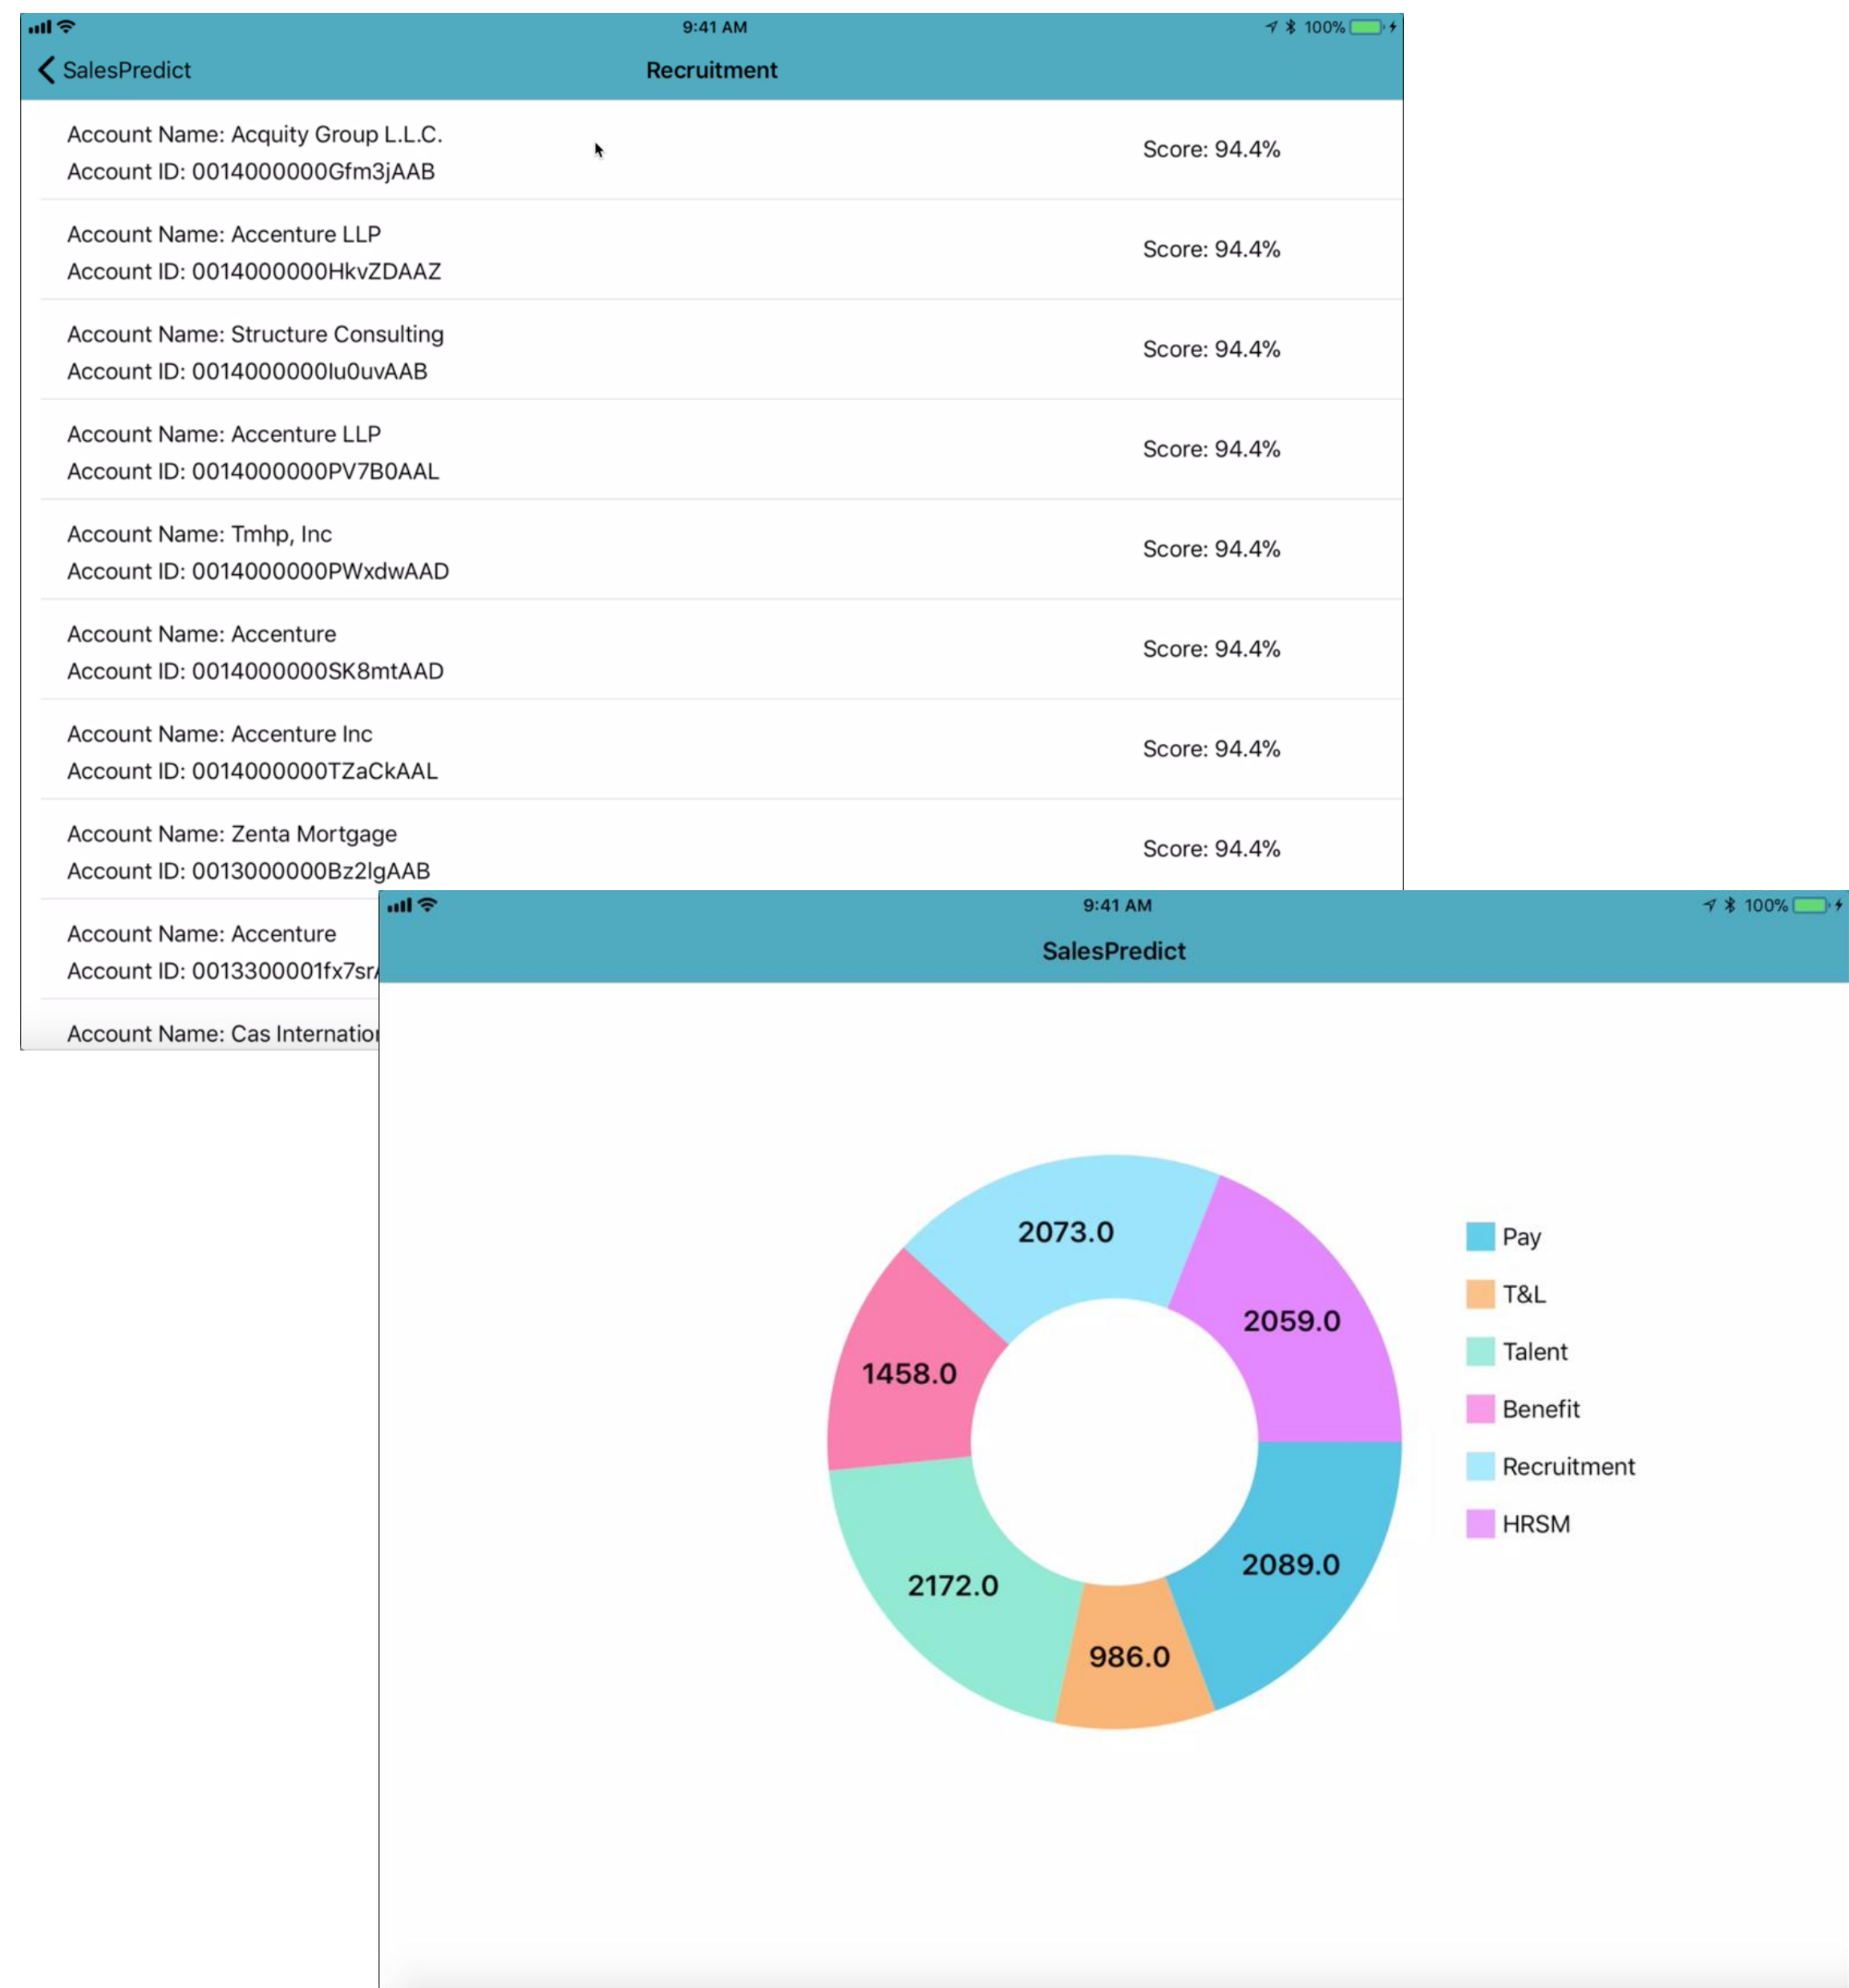 9:41 AM
100%
SalesPredict
Recruitment
Account Name: Acquity Group L.L.C.
Account ID: 0014000000Gfm3jAAB
Score: 94.4%
Account Name: Accenture LLP
Account ID: 0014000000HkvZDAAZ
Score: 94.4%
Account Name: Structure Consulting
Account ID: 0014000000Iu0uvAAB
Score: 94.4%
Account Name: Accenture LLP
Account ID: 0014000000PV7B0AAL
Score: 94.4%
Account Name: Tmhp, Inc
Account ID: 0014000000PWxdwAAD
Score: 94.4%
Account Name: Accenture
Account ID: 0014000000SK8mtAAD
Score: 94.4%
Account Name: Accenture Inc
Account ID: 0014000000TZaCkAAL
Score: 94.4%
Account Name: Zenta Mortgage
Account ID: 0013000000Bz2lgAAB
Score: 94.4%
Account Name: Accenture
Account ID: 0013300001fx7sr
Account Name: Cas
9:41 AM
100%
SalesPredict
2073.0
2059.0
1458.0
2172.0
986.0
2089.0
Pay
T&L
Talent
Benefit
Recruitment
HRSM